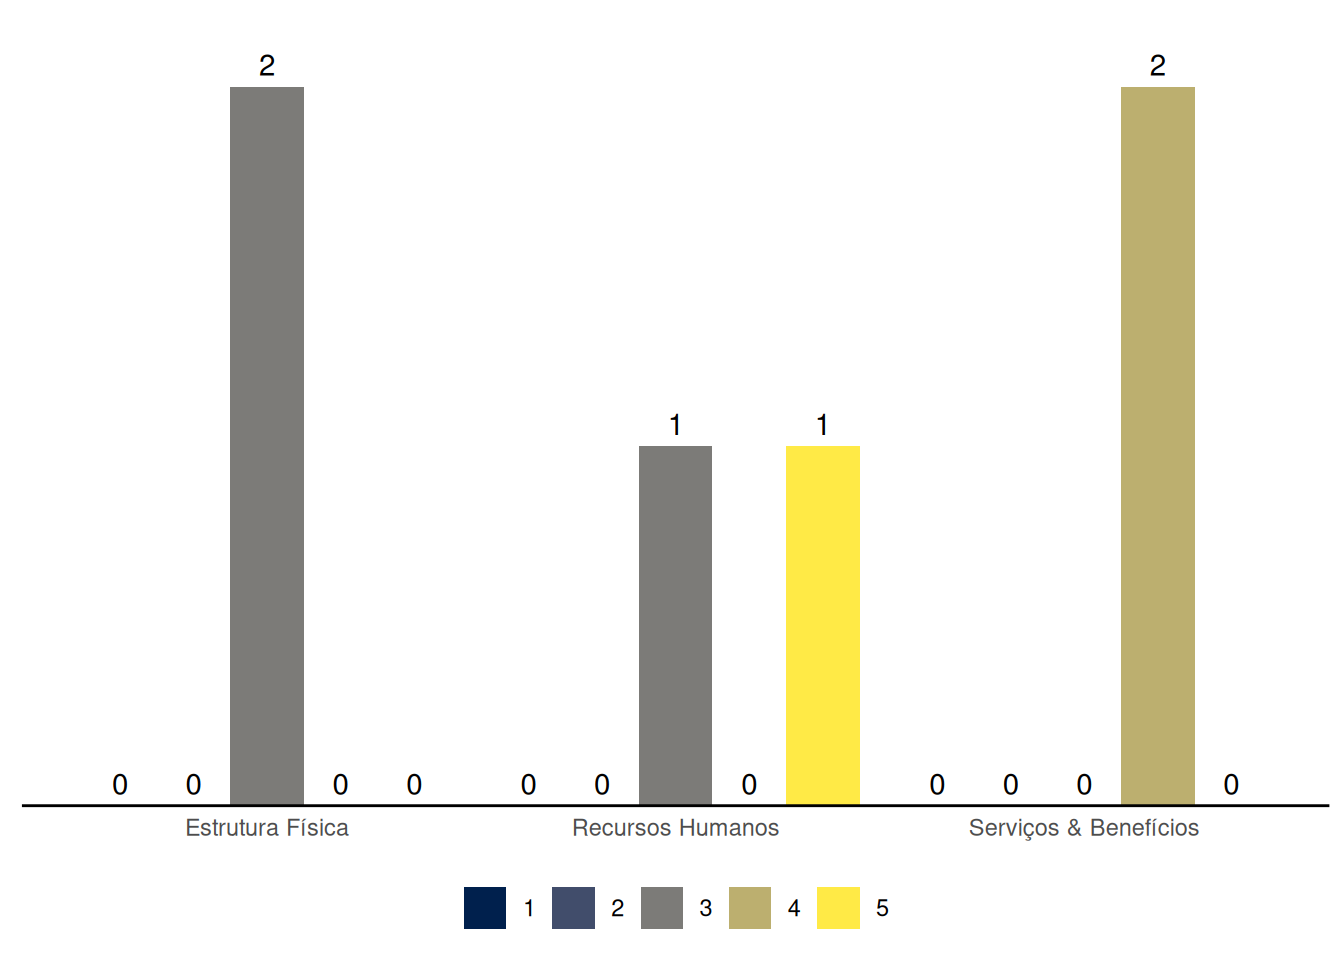 2 2
1 1
0 0 0 0 0 0 0 0 0 0 0
Estrutura Física Recursos Humanos Serviços & Benefícios
1 2 3 4 5